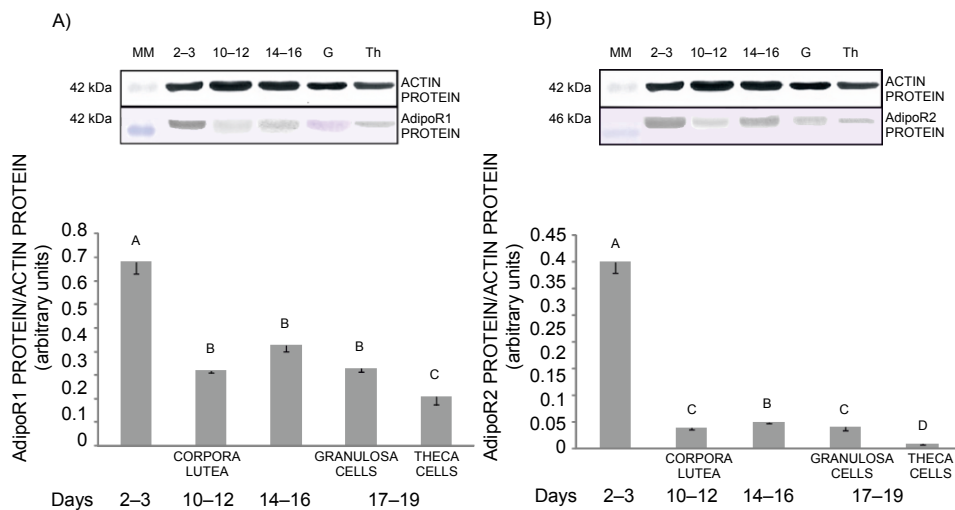 A)
MM 2–3 10–12 14–16 G Th
42 kDa
ACTIN
PROTEIN
42 kDa
AdipoR1
PROTEIN
AdipoR1 PROTEIN/ACTIN PROTEIN
(arbitrary units)
0.8
0.7
0.6
0.5
0.4
0.3
0.2
0.1
0
A
B
B
B
C
CORPORA
LUTEA
GRANULOSA
CELLS
THECA
CELLS
Days 2–3 10–12 14–16 17–19
B)
MM 2–3 10–12 14–16 G Th
42 kDa
ACTIN
PROTEIN
46 kDa
AdipoR2
PROTEIN
AdipoR2 PROTEIN/ACTIN PROTEIN
(arbitrary units)
0.45
0.4
0.35
0.3
0.25
0.2
0.15
0.1
0.05
0
A
C
B
C
D
CORPORA
LUTEA
GRANULOSA
CELLS
THECA
CELLS
Days 2–3 10–12 14–16 17–19